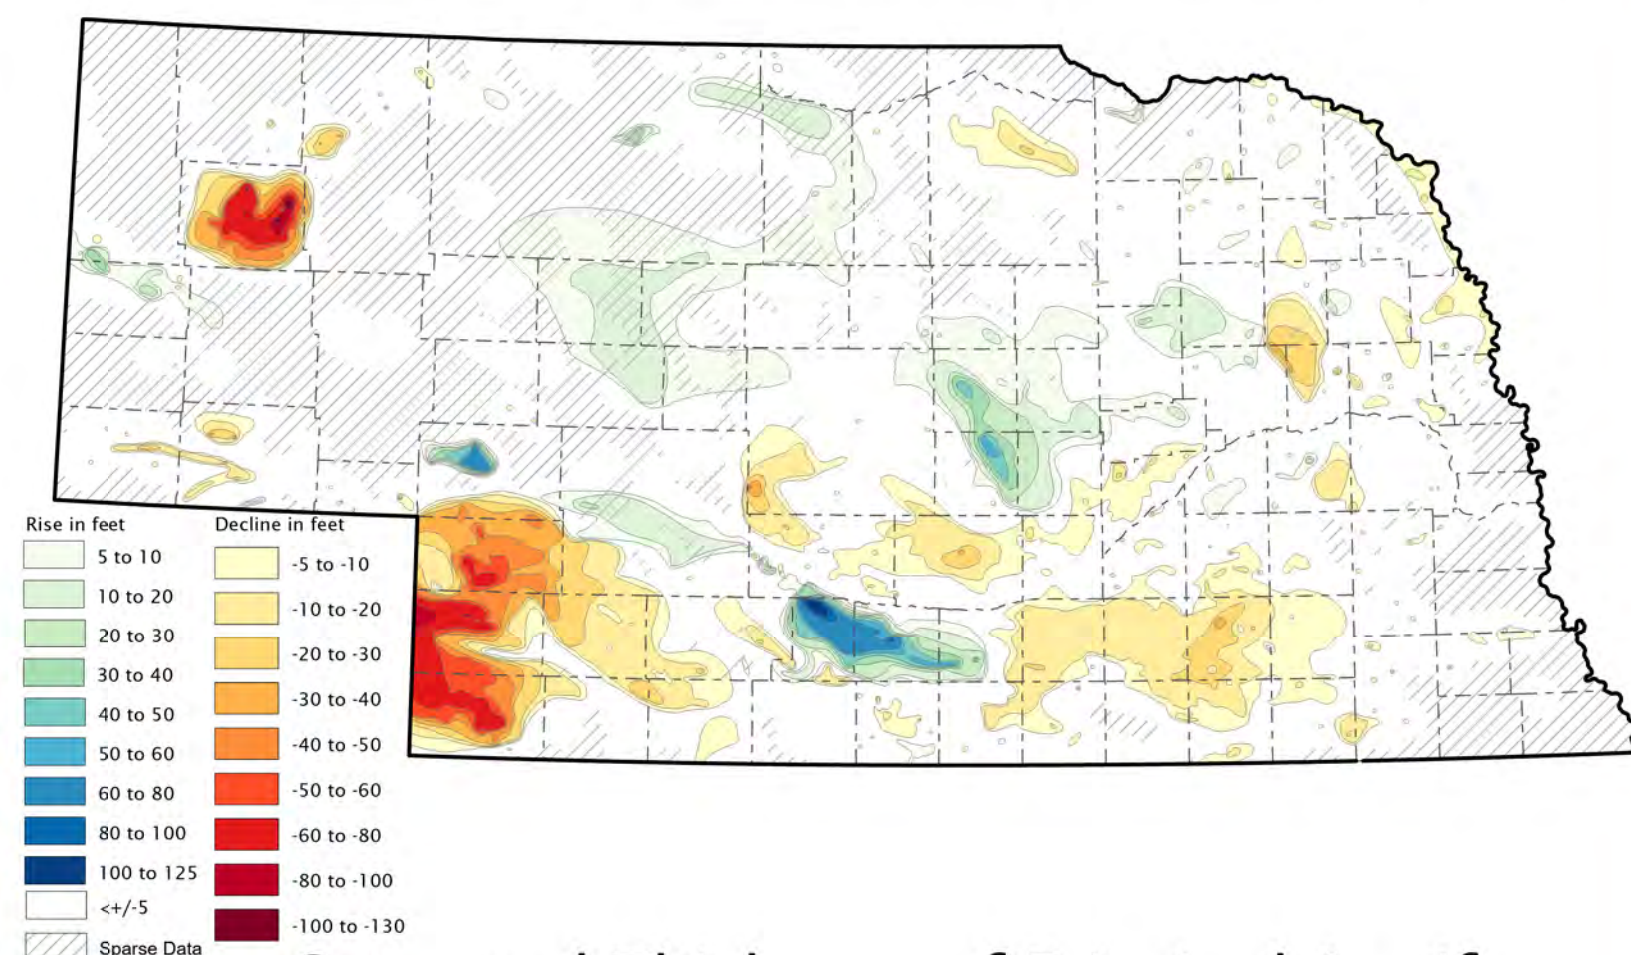 Rise in feet
5 to 10
10 to 20
20 to 30
30 to 40
40 to 50
50 to 60
60 to 80
80 to 100
100 to 125
<+/-5
Sparse Data
Decline in feet
-5 to -10
-10 to -20
-20 to -30
-30 to -40
-40 to -50
-50 to -60
-60 to -80
-80 to -100
-100 to -130